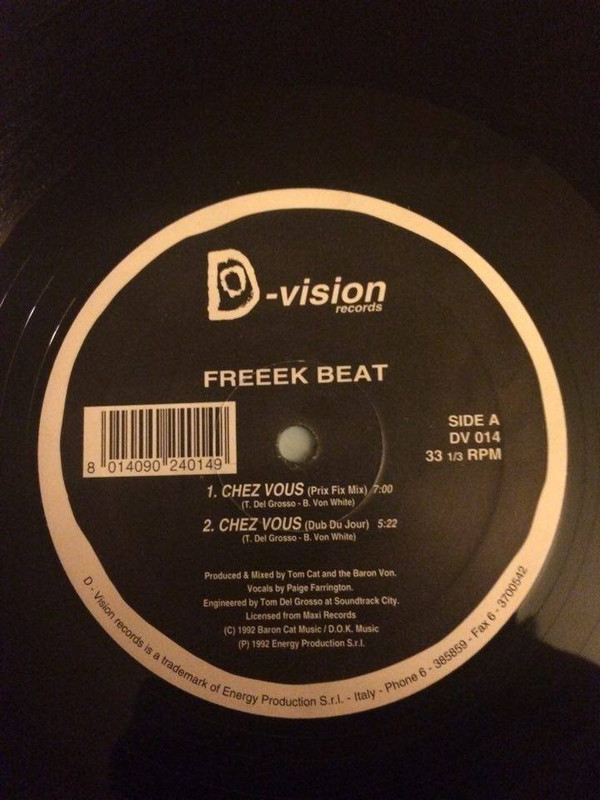 D-vision
records
FREEEK BEAT
SIDE A
DV 014
33 1/3 RPM
8 014090 240149
1. CHEZ VOUS (Prix Fix Mix) 7:00
(T. Del Grosso - B. Von White)
2. CHEZ VOUS (Dub Du Jour) 5:22
(T. Del Grosso - B. Von White)
Produced & Mixed by Tom Cat and the Baron Von.
Vocals by Paige Farrington.
Engineered by Tom Del Grosso at Soundtrack City.
Licensed from Maxi Records
(C) 1992 Baron Cat Music / D.O.K. Music
(P) 1992 Energy Production S.r.l.
D - Vision records is a trademark of Energy Production S.r.l. - Italy - Phone 6 - 385859 - Fax 6 - 3700542